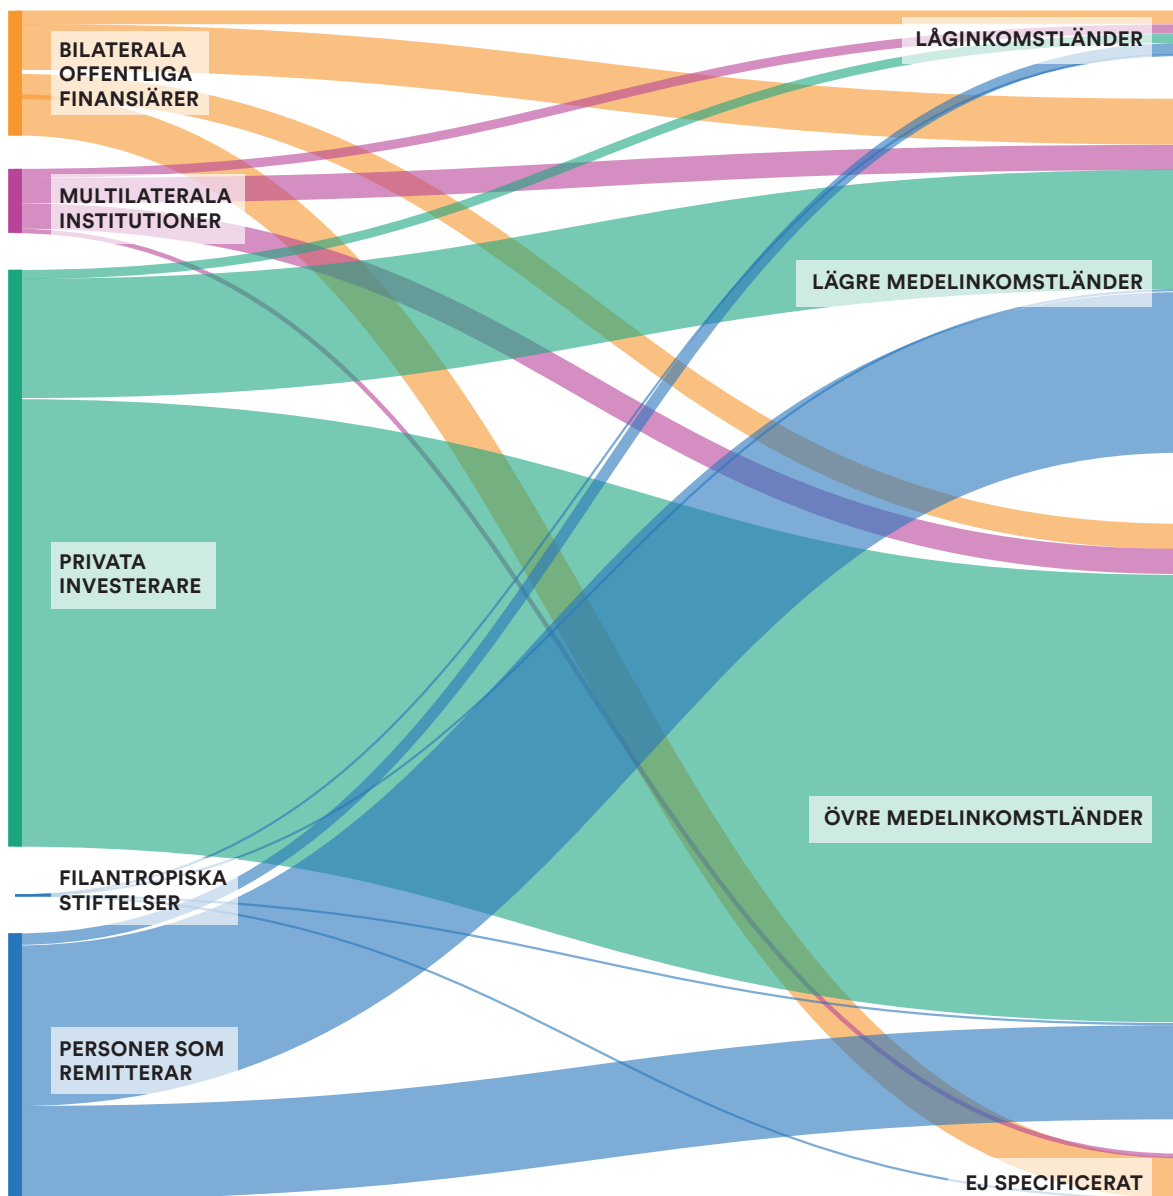 BILATERALA
OFFENTLIGA
FINANSIÄRER
LÅGINKOMSTLÄNDER
MULTILATERALA
INSTITUTIONER
LÄGRE MEDELINKOMSTLÄNDER
PRIVATA
INVESTERARE
ÖVRE MEDELINKOMSTLÄNDER
FILANTROPISKA
STIFTELSER
PERSONER SOM
REMITTERAR
EJ SPECIFICERAT